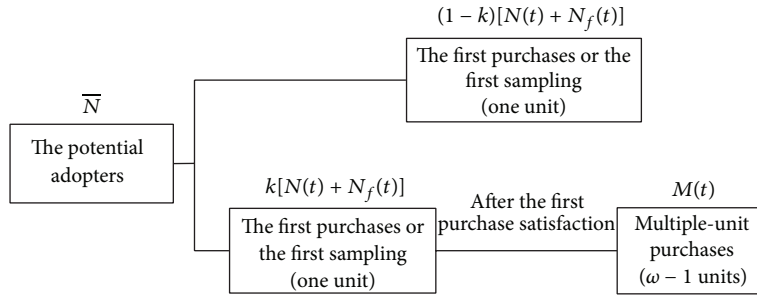 (1 − k)[N(t) + N_f(t)]
The first purchases or the
first sampling
(one unit)
N̅
The potential
adopters
k[N(t) + N_f(t)]
The first purchases or
the first sampling
(one unit)
After the first
purchase satisfaction
M(t)
Multiple-unit
purchases
(ω − 1 units)